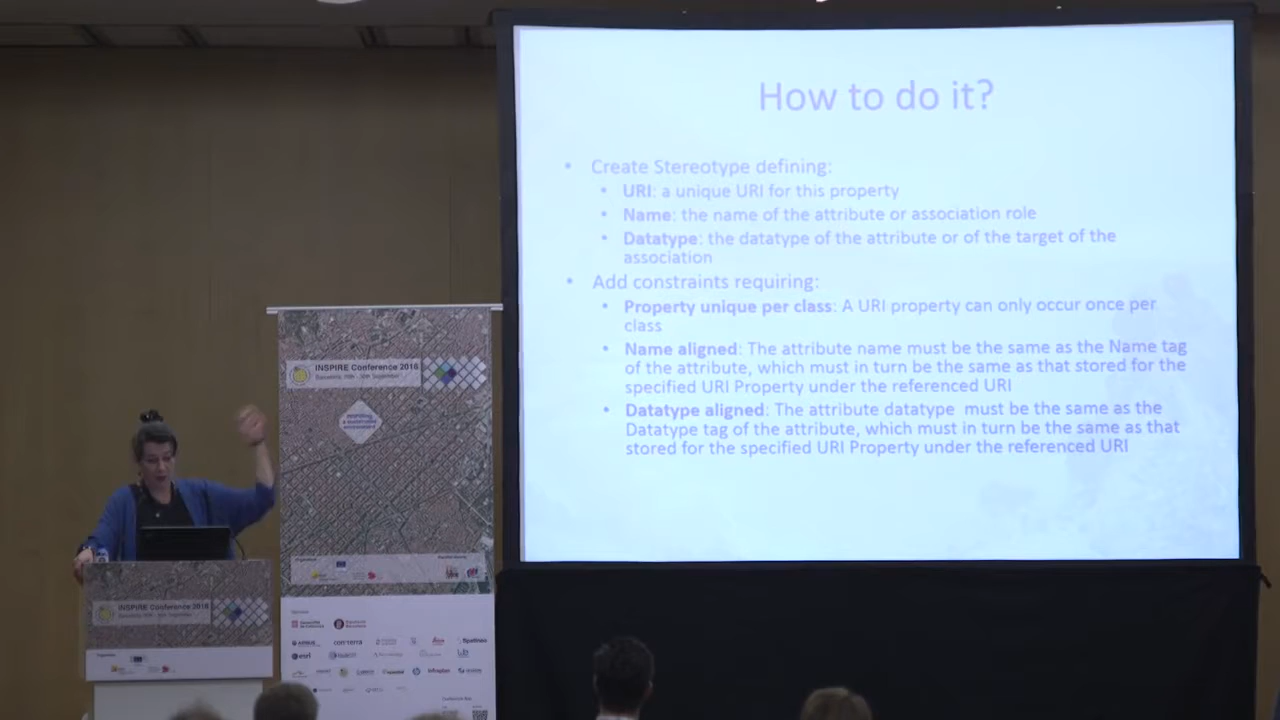 How to do it?
• Create Stereotype defining:
• URI: a unique URI for this property
• Name: the name of the attribute or association role
• Datatype: the datatype of the attribute or of the target of the
association
• Add constraints requiring:
• Property unique per class: A URI property can only occur once per
class
• Name aligned: The attribute name must be the same as the Name tag
of the attribute, which must in turn be the same as that stored for the
specified URI Property under the referenced URI
• Datatype aligned: The attribute datatype must be the same as the
Datatype tag of the attribute, which must in turn be the same as that
stored for the specified URI Property under the referenced URI
INSPIRE Conference 2018
con terra
esri
INSPIRE Conference 2018